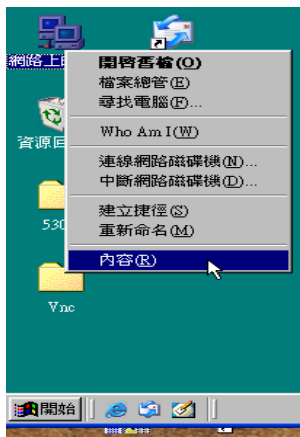 網路上
開啓舊檔(O)
檔案總管(E)
尋找電腦(F)...
Who Am I(W)
資源回
連線網路磁碟機(N)...
中斷網路磁碟機(D)...
建立捷徑(S)
重新命名(M)
530
內容(R)
Vnc
開始